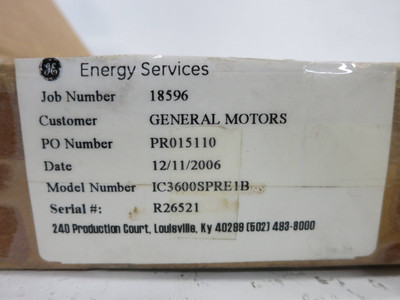 GE Energy Services
Job Number 18596
Customer GENERAL MOTORS
PO Number PR015110
Date 12/11/2006
Model Number IC3600SPRE1B
Serial #: R26521
240 Production Court, Louisville, Ky 40299 (502) 493-8000